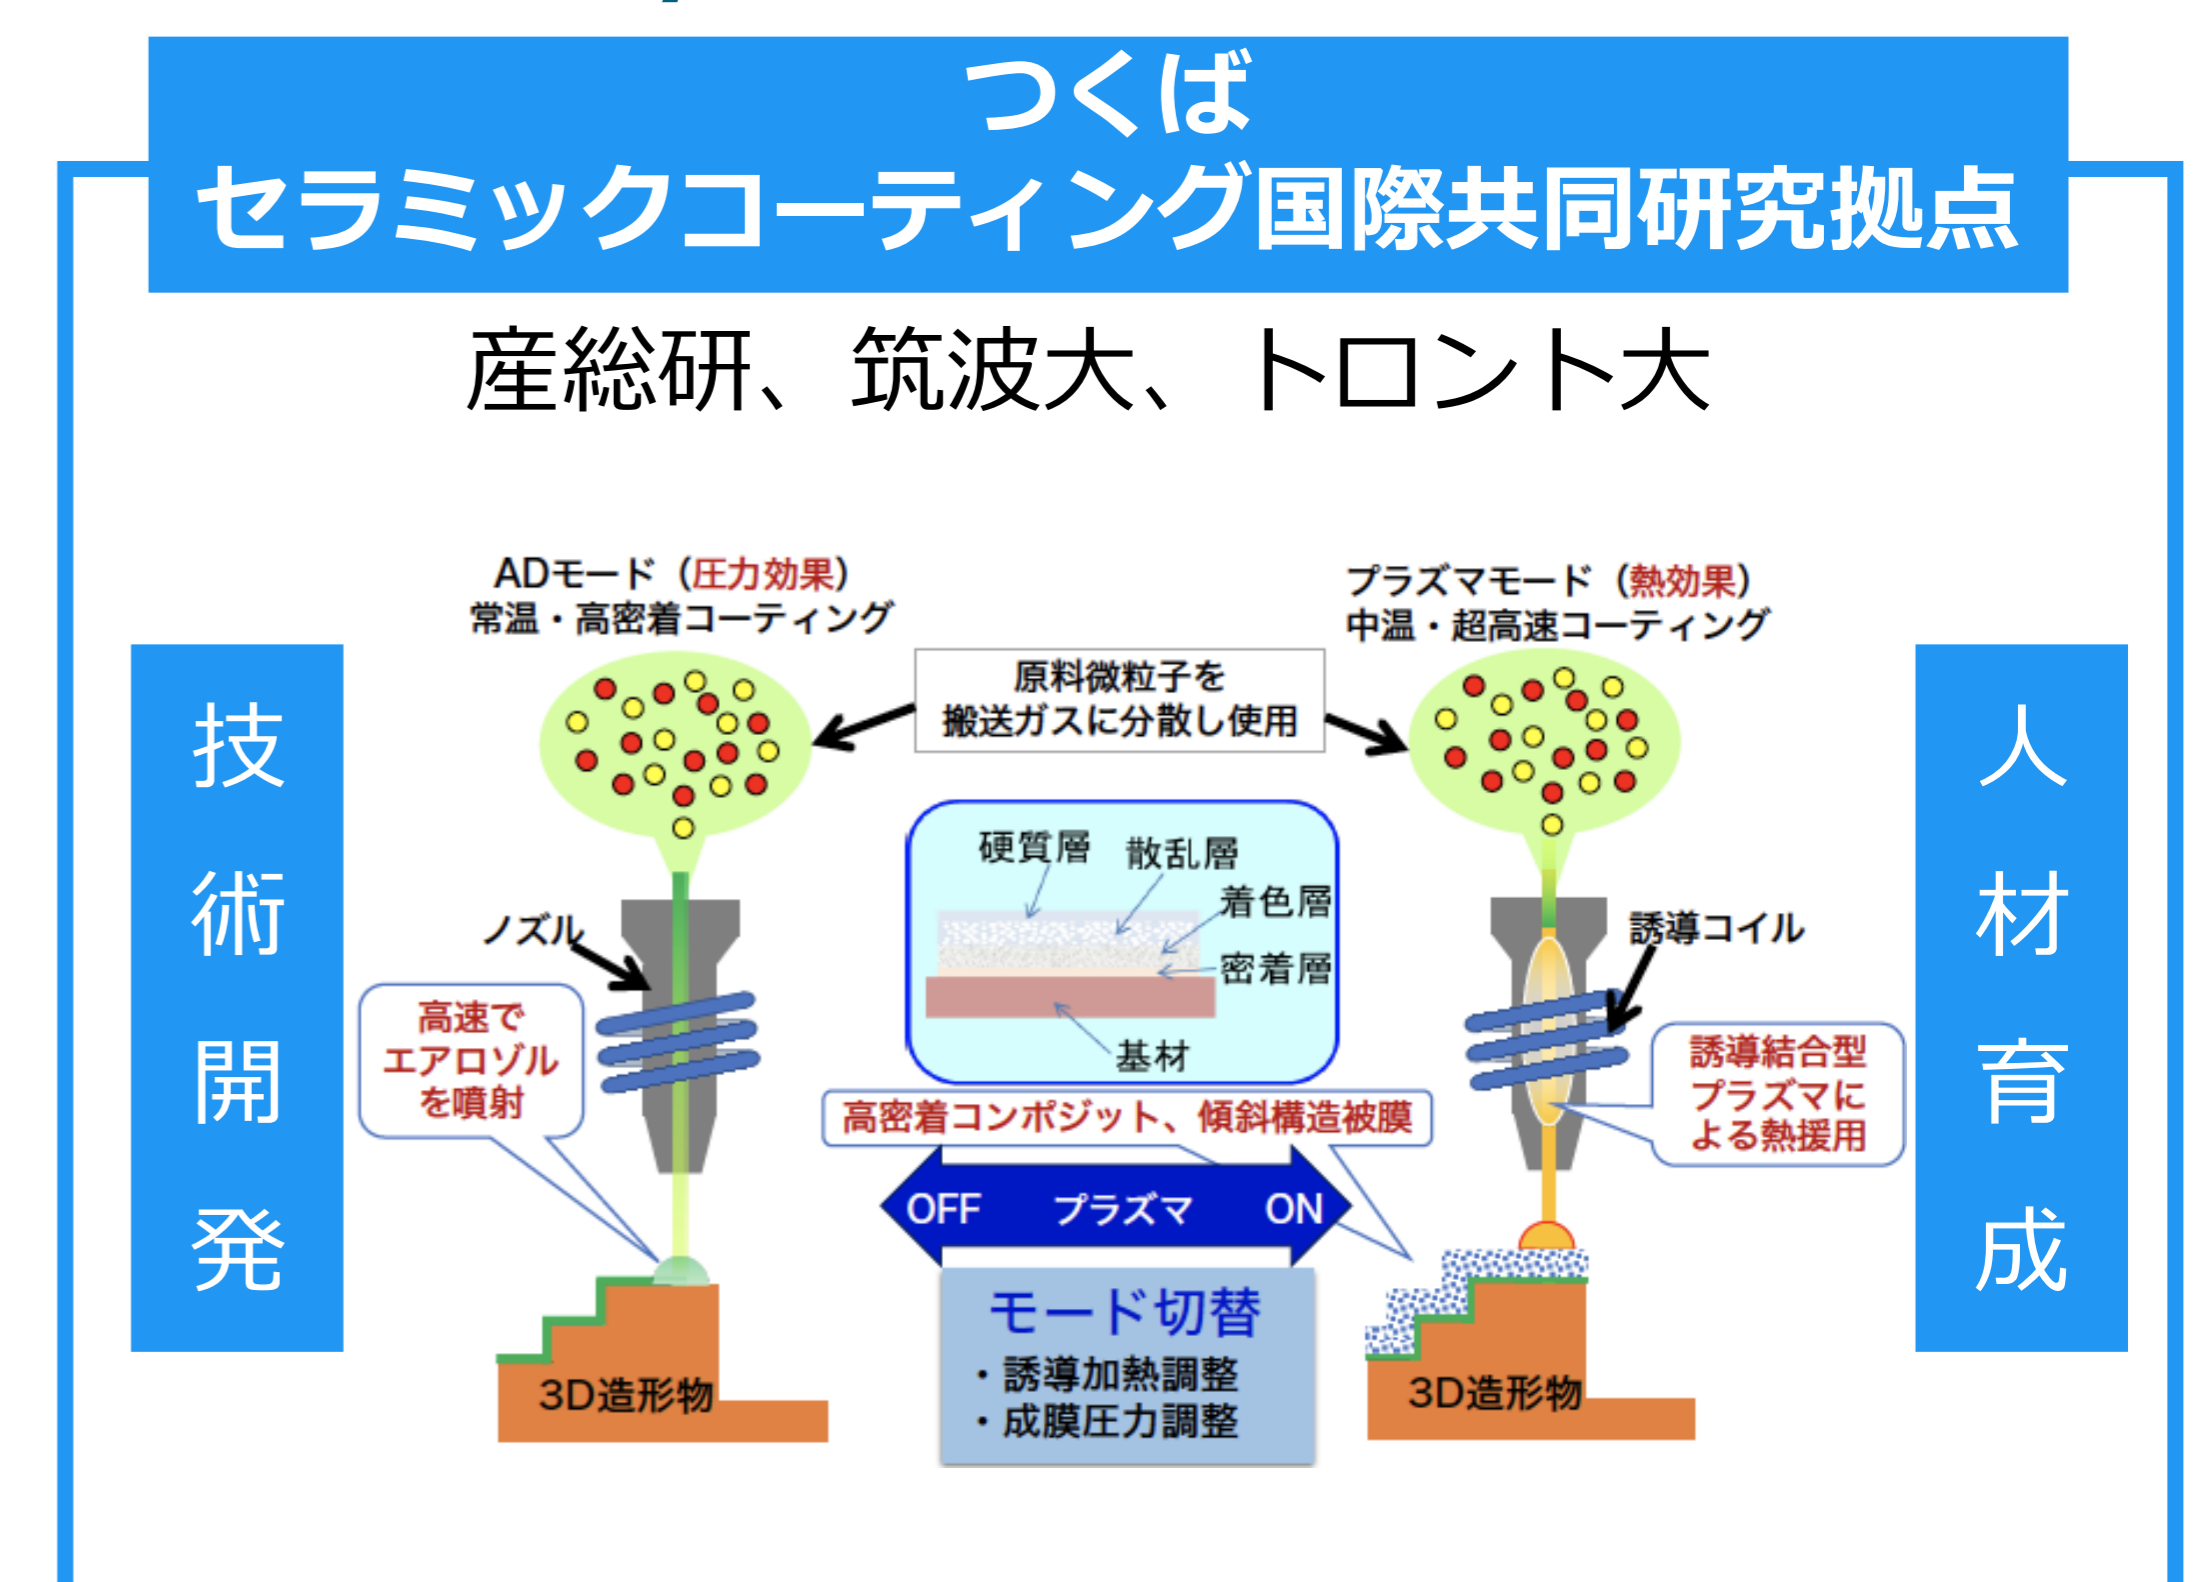 つくば
セラミックコーティング国際共同研究拠点
産総研、筑波大、トロント大
技術開発
ADモード（圧力効果）
常温・高密着コーティング
プラズマモード（熱効果）
中温・超高速コーティング
原料微粒子を
搬送ガスに分散し使用
硬質層
散乱層
着色層
密着層
基材
ノズル
誘導コイル
高速で
エアロゾル
を噴射
誘導結合型
プラズマに
よる熱援用
高密着コンポジット、傾斜構造被膜
OFF プラズマ ON
モード切替
・誘導加熱調整
・成膜圧力調整
3D造形物
3D造形物
人材育成